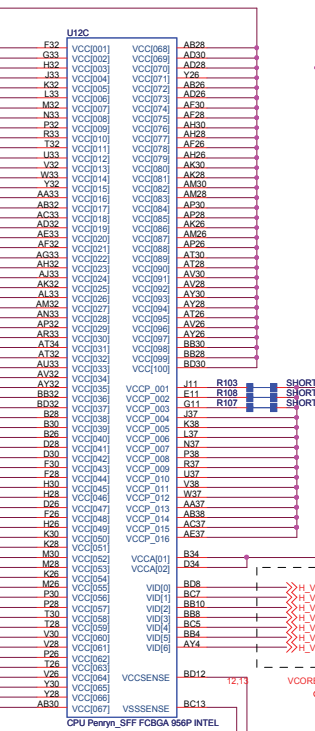 U12C
F32 VCC[001] VCC[068] AB28
G33 VCC[002] VCC[069] AD30
H32 VCC[003] VCC[070] AD28
J33 VCC[004] VCC[071] Y26
K32 VCC[005] VCC[072] AB26
L33 VCC[006] VCC[073] AD26
M32 VCC[007] VCC[074] AF30
N33 VCC[008] VCC[075] AF28
P32 VCC[009] VCC[076] AH30
R33 VCC[010] VCC[077] AH28
T32 VCC[011] VCC[078] AF26
U33 VCC[012] VCC[079] AH26
V32 VCC[013] VCC[080] AK30
W33 VCC[014] VCC[081] AK28
Y32 VCC[015] VCC[082] AM30
AA33 VCC[016] VCC[083] AM28
AB32 VCC[017] VCC[084] AP30
AC33 VCC[018] VCC[085] AP28
AD32 VCC[019] VCC[086] AK26
AE33 VCC[020] VCC[087] AM26
AF32 VCC[021] VCC[088] AP26
AG33 VCC[022] VCC[089] AT30
AH32 VCC[023] VCC[090] AT28
AJ33 VCC[024] VCC[091] AV30
AK32 VCC[025] VCC[092] AV28
AL33 VCC[026] VCC[093] AY30
AM32 VCC[027] VCC[094] AY28
AN33 VCC[028] VCC[095] AT26
AP32 VCC[029] VCC[096] AV26
AR33 VCC[030] VCC[097] AY26
AT34 VCC[031] VCC[098] BB30
AT32 VCC[032] VCC[099] BB28
AU33 VCC[033] VCC[100] BD30
AV32 VCC[034]
AY32 VCC[035] VCCP_001 J11 R103 SHORT
BB32 VCC[036] VCCP_002 E11 R108 SHORT
BD32 VCC[037] VCCP_003 G11 R107 SHORT
B28 VCC[038] VCCP_004 J37
B30 VCC[039] VCCP_005 K38
B26 VCC[040] VCCP_006 L37
D28 VCC[041] VCCP_007 N37
D30 VCC[042] VCCP_008 P38
F30 VCC[043] VCCP_009 R37
F28 VCC[044] VCCP_010 U37
H30 VCC[045] VCCP_011 V38
H28 VCC[046] VCCP_012 W37
D26 VCC[047] VCCP_013 AA37
F26 VCC[048] VCCP_014 AB38
H26 VCC[049] VCCP_015 AC37
K30 VCC[050] VCCP_016 AE37
K28 VCC[051]
M30 VCC[052] VCCA[01] B34
M28 VCC[053] VCCA[02] D34
K26 VCC[054]
M26 VCC[055] VID[0] BD8 H_V
P30 VCC[056] VID[1] BC7 H_V
P28 VCC[057] VID[2] BB10 H_V
T30 VCC[058] VID[3] BB8 H_V
T28 VCC[059] VID[4] BC5 H_V
V30 VCC[060] VID[5] BB4 H_V
V28 VCC[061] VID[6] AY4 H_V
P26 VCC[062]
T26 VCC[063]
V26 VCC[064] VCCSENSE BD12 12,13 VCORE
Y30 VCC[065]
Y28 VCC[066]
AB30 VCC[067] VSSSENSE BC13
CPU Penryn_SFF FCBGA 956P INTEL